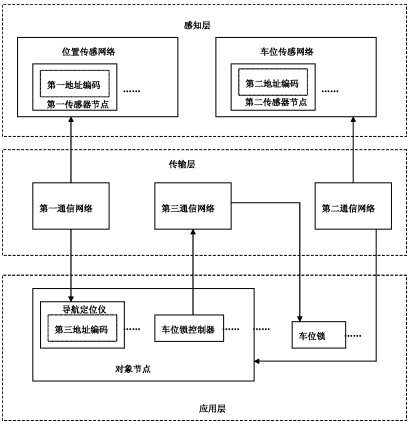 感知层
位置传感网络
第一地址编码
第一传感器节点
……
车位传感网络
第二地址编码
第二传感器节点
……
传输层
第一通信网络
第三通信网络
第二通信网络
导航定位仪
第三地址编码
……
车位锁控制器
……
……
车位锁
……
对象节点
应用层